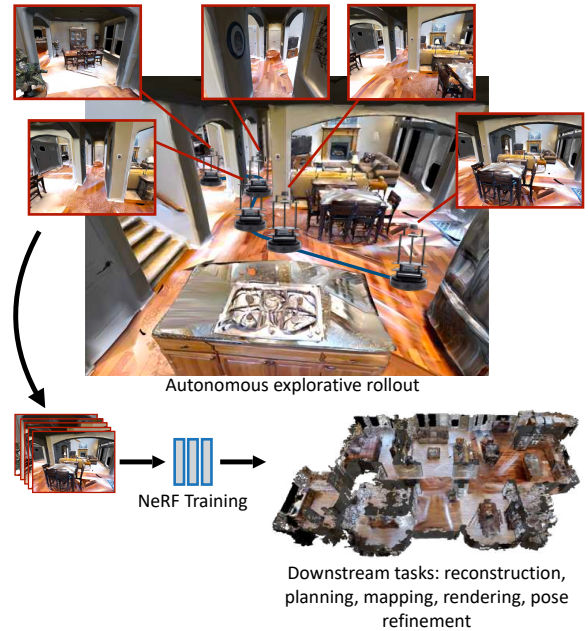 Autonomous explorative rollout
NeRF Training
Downstream tasks: reconstruction,
planning, mapping, rendering, pose
refinement